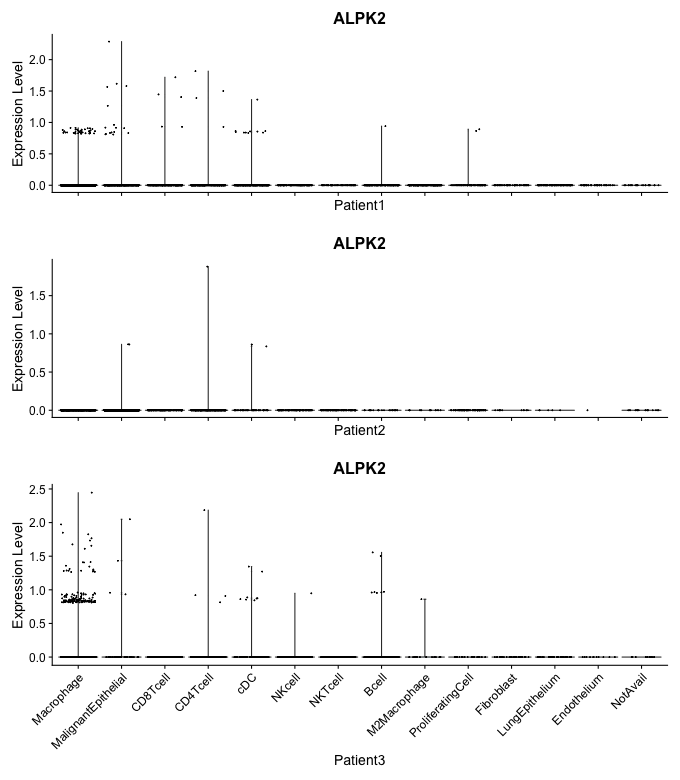 ALPK2
Expression Level
2.0
1.5
1.0
0.5
0.0
Patient1
ALPK2
Expression Level
1.5
1.0
0.5
0.0
Patient2
ALPK2
Expression Level
2.5
2.0
1.5
1.0
0.5
0.0
Macrophage
MalignantEpithelial
CD8Tcell
CD4Tcell
cDC
NKcell
NKTcell
Bcell
M2Macrophage
ProliferatingCell
Fibroblast
LungEpithelium
Endothelium
NotAvail
Patient3